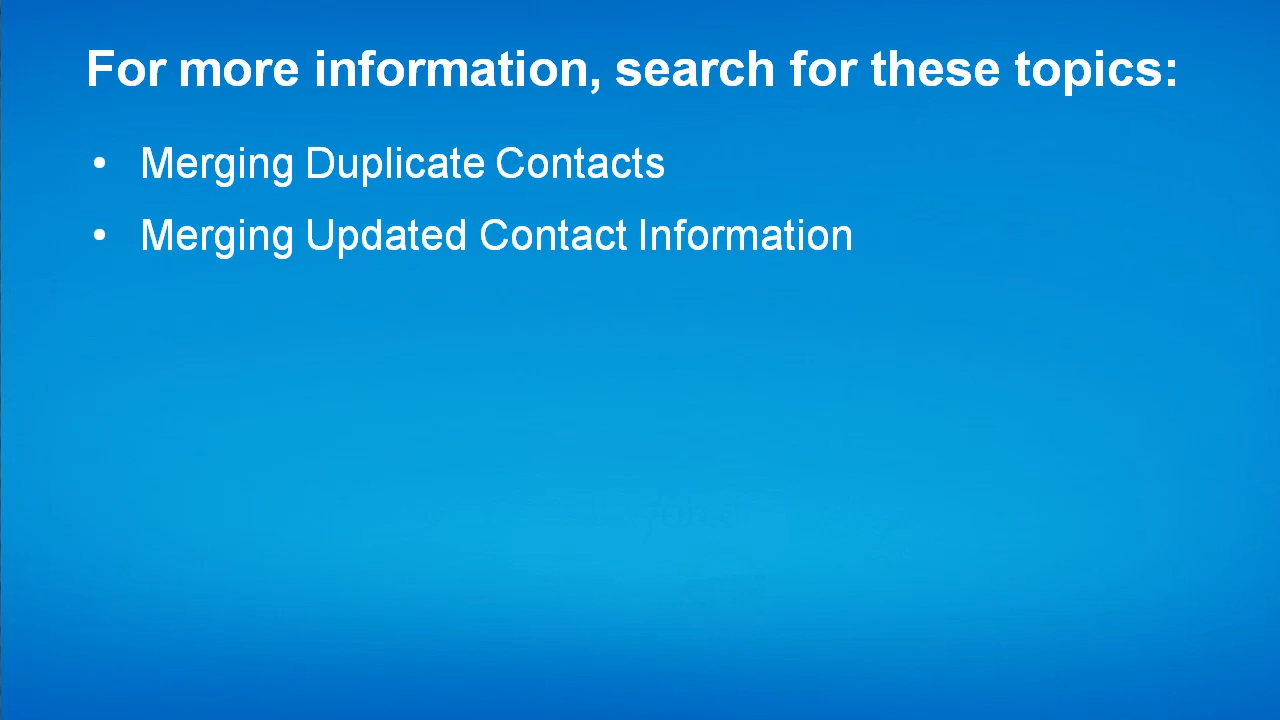 For more information, search for these topics:
• Merging Duplicate Contacts
• Merging Updated Contact Information